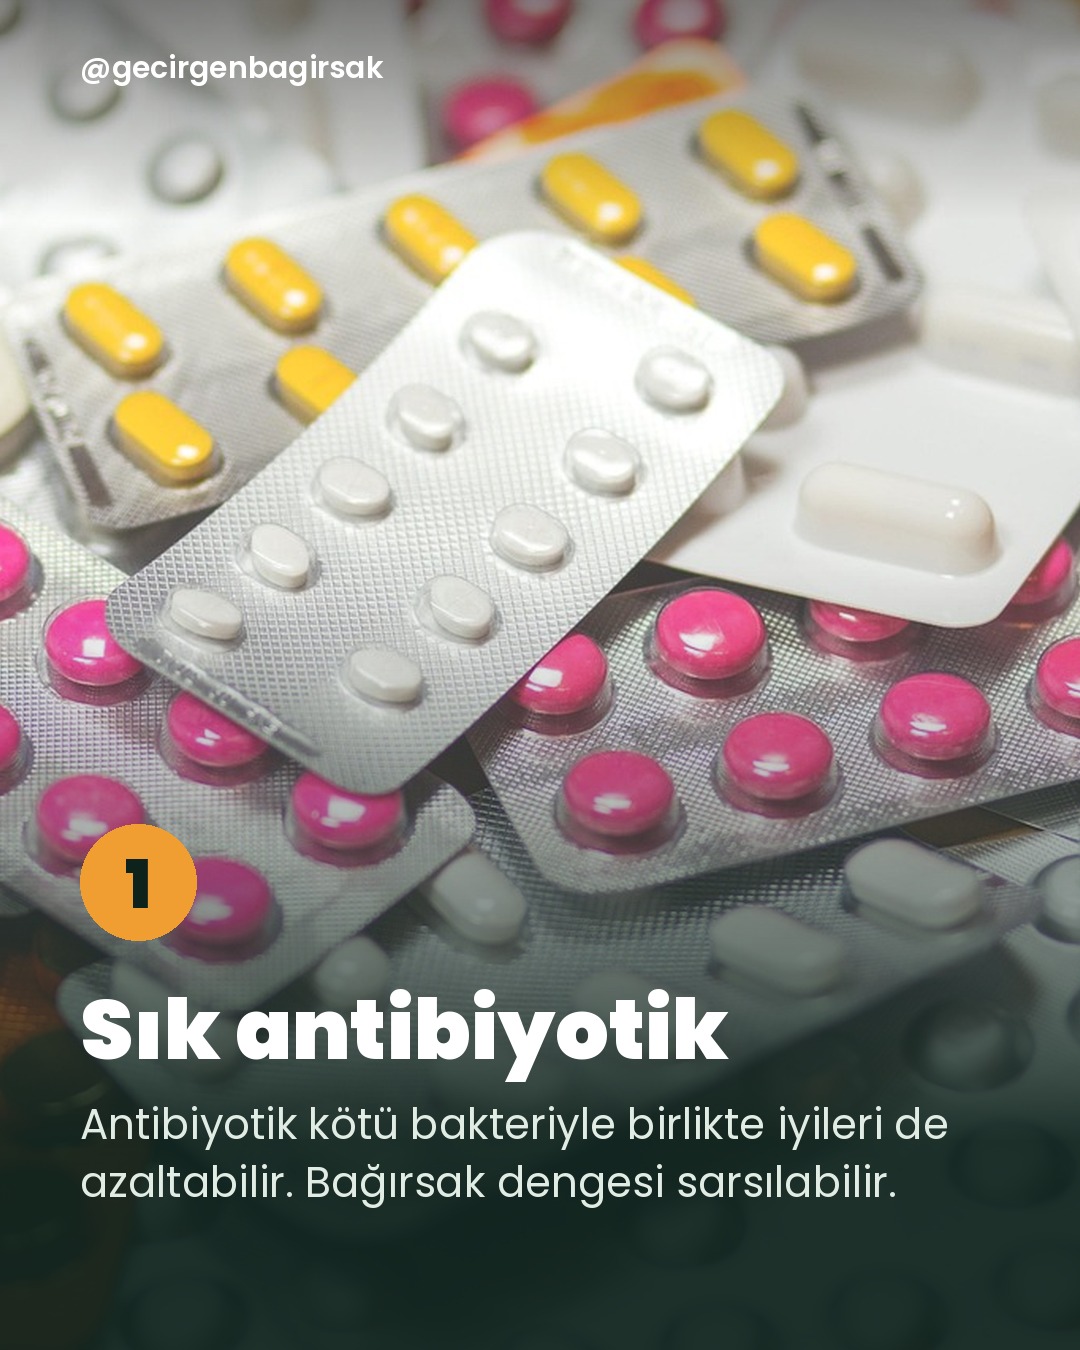 @gecirgenbagirsak
1
Sık antibiyotik
Antibiyotik kötü bakteriyle birlikte iyileri de
azaltabilir. Bağırsak dengesi sarsılabilir.